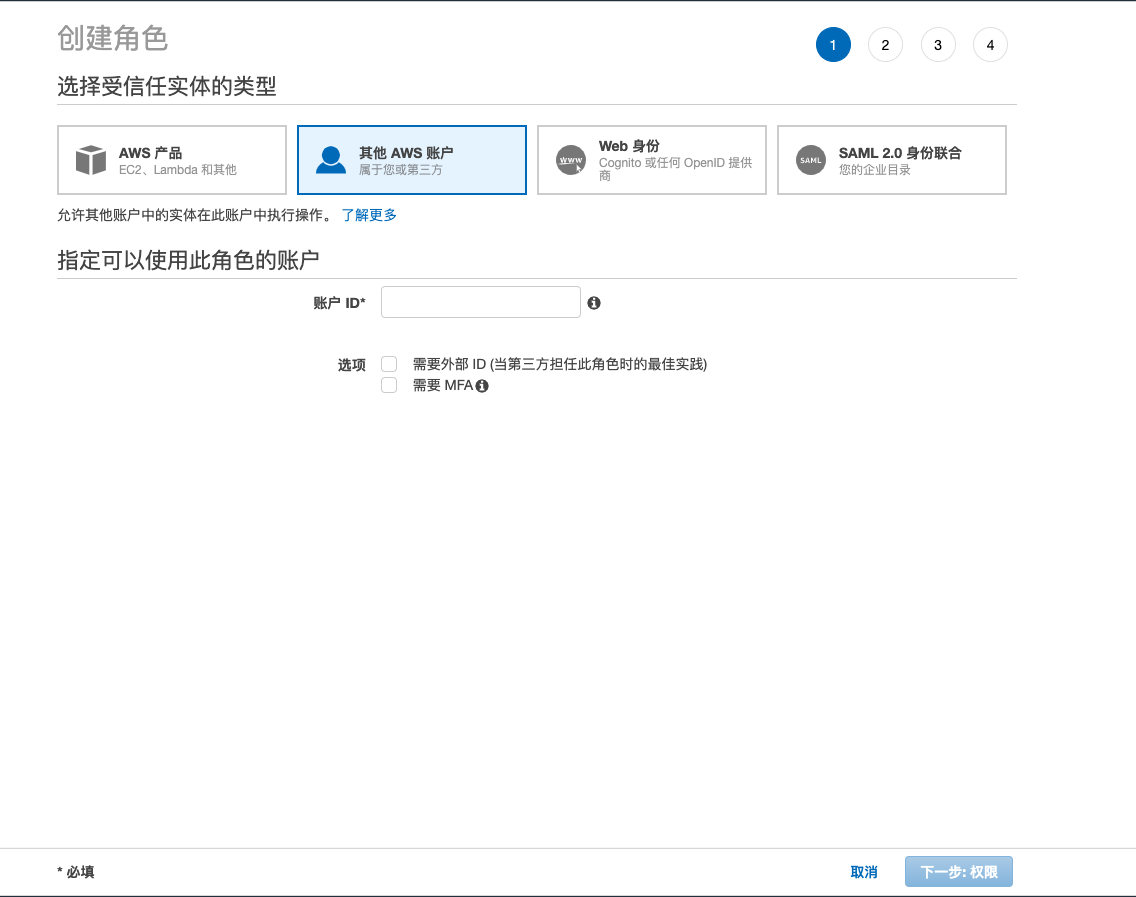 创建角色
1 2 3 4
选择受信任实体的类型
AWS 产品
EC2、Lambda 和其他
其他 AWS 账户
属于您或第三方
www
Web 身份
Cognito 或任何 OpenID 提供
商
SAML
SAML 2.0 身份联合
您的企业目录
允许其他账户中的实体在此账户中执行操作。 了解更多
指定可以使用此角色的账户
账户 ID*
选项 需要外部 ID (当第三方担任此角色时的最佳实践)
需要 MFA
* 必填 取消 下一步: 权限